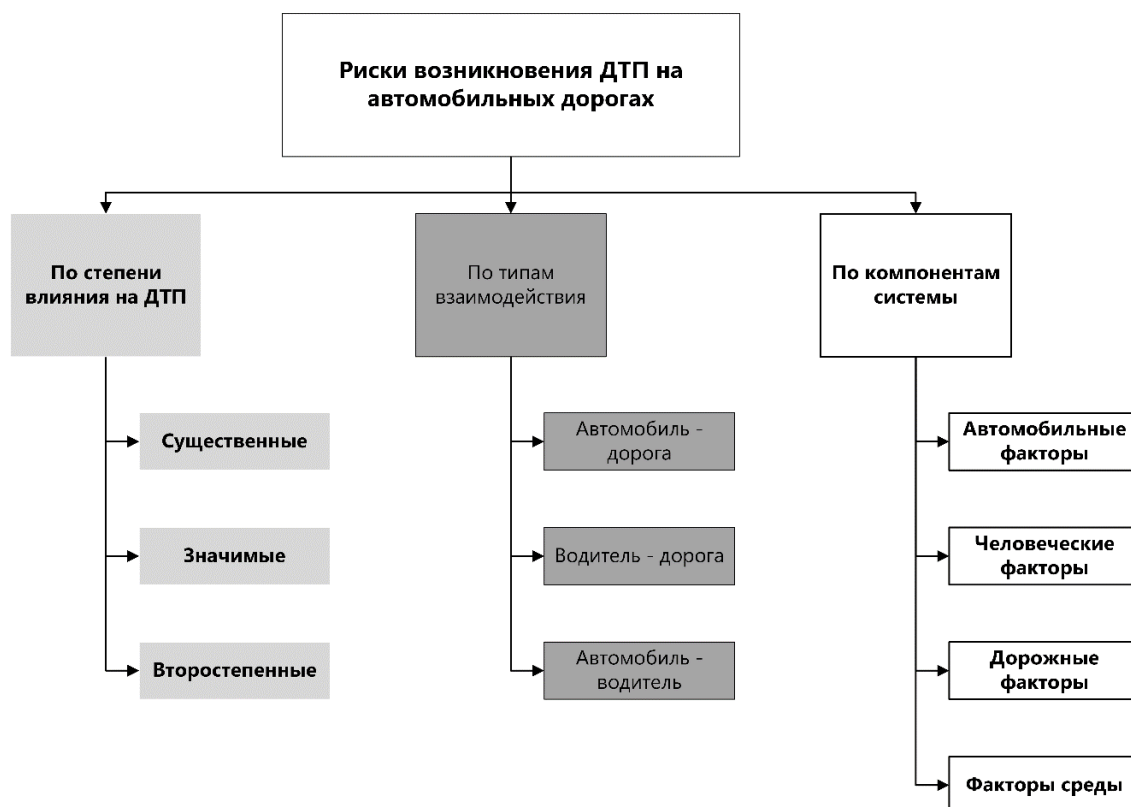 Риски возникновения ДТП на
автомобильных дорогах
По степени
влияния на ДТП
Существенные
Значимые
Второстепенные
По типам
взаимодействия
Автомобиль -
дорога
Водитель - дорога
Автомобиль -
водитель
По компонентам
системы
Автомобильные
факторы
Человеческие
факторы
Дорожные
факторы
Факторы среды